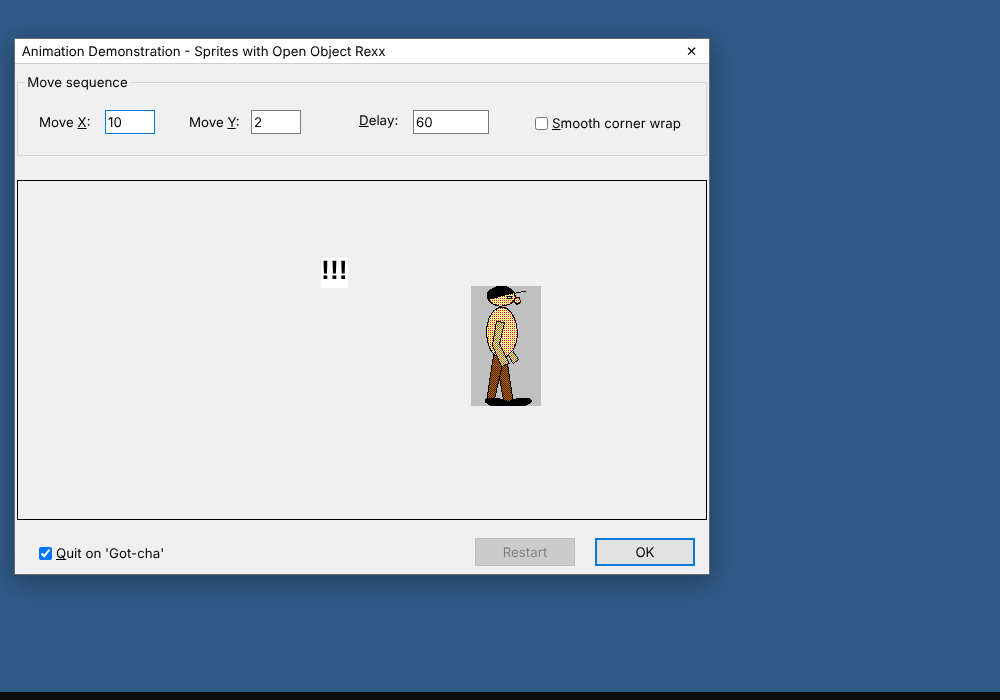 Animation Demonstration - Sprites with Open Object Rexx
Move sequence
Move X: 10 Move Y: 2 Delay: 60 Smooth corner wrap
!!!
Quit on 'Got-cha' Restart OK